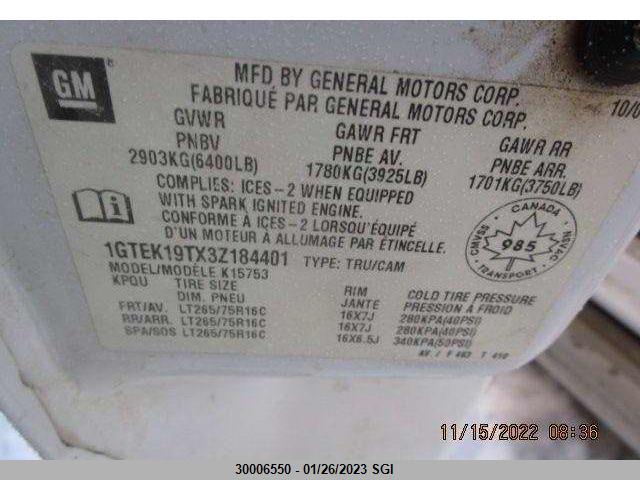 GM
MFD BY GENERAL MOTORS CORP.
FABRIQUÉ PAR GENERAL MOTORS CORP.
10/0
GVWR GAWR FRT GAWR RR
PNBV PNBE AV. PNBE ARR.
2903KG(6400LB) 1780KG(3925LB) 1701KG(3750LB)
COMPLIES: ICES-2 WHEN EQUIPPED
WITH SPARK IGNITED ENGINE.
CONFORME À ICES-2 LORSQU'ÉQUIPÉ
D'UN MOTEUR À ALLUMAGE PAR ÉTINCELLE.
CANADA
CMVSS 985 NSVAC
TRANSPORT
1GTEK19TX3Z184401 TYPE: TRU/CAM
MODEL/MODÈLE K15753
KPQU TIRE SIZE RIM COLD TIRE PRESSURE
DIM. PNEU JANTE PRESSION A FROID
FRT/AV. LT265/75R16C 16X7J 280KPA(40PSI)
RR/ARR. LT265/75R16C 16X7J 280KPA(40PSI)
SPA/SOS LT265/75R16C 16X6.5J 340KPA(50PSI)
11/15/2022 08:36
30006550 - 01/26/2023 SGI